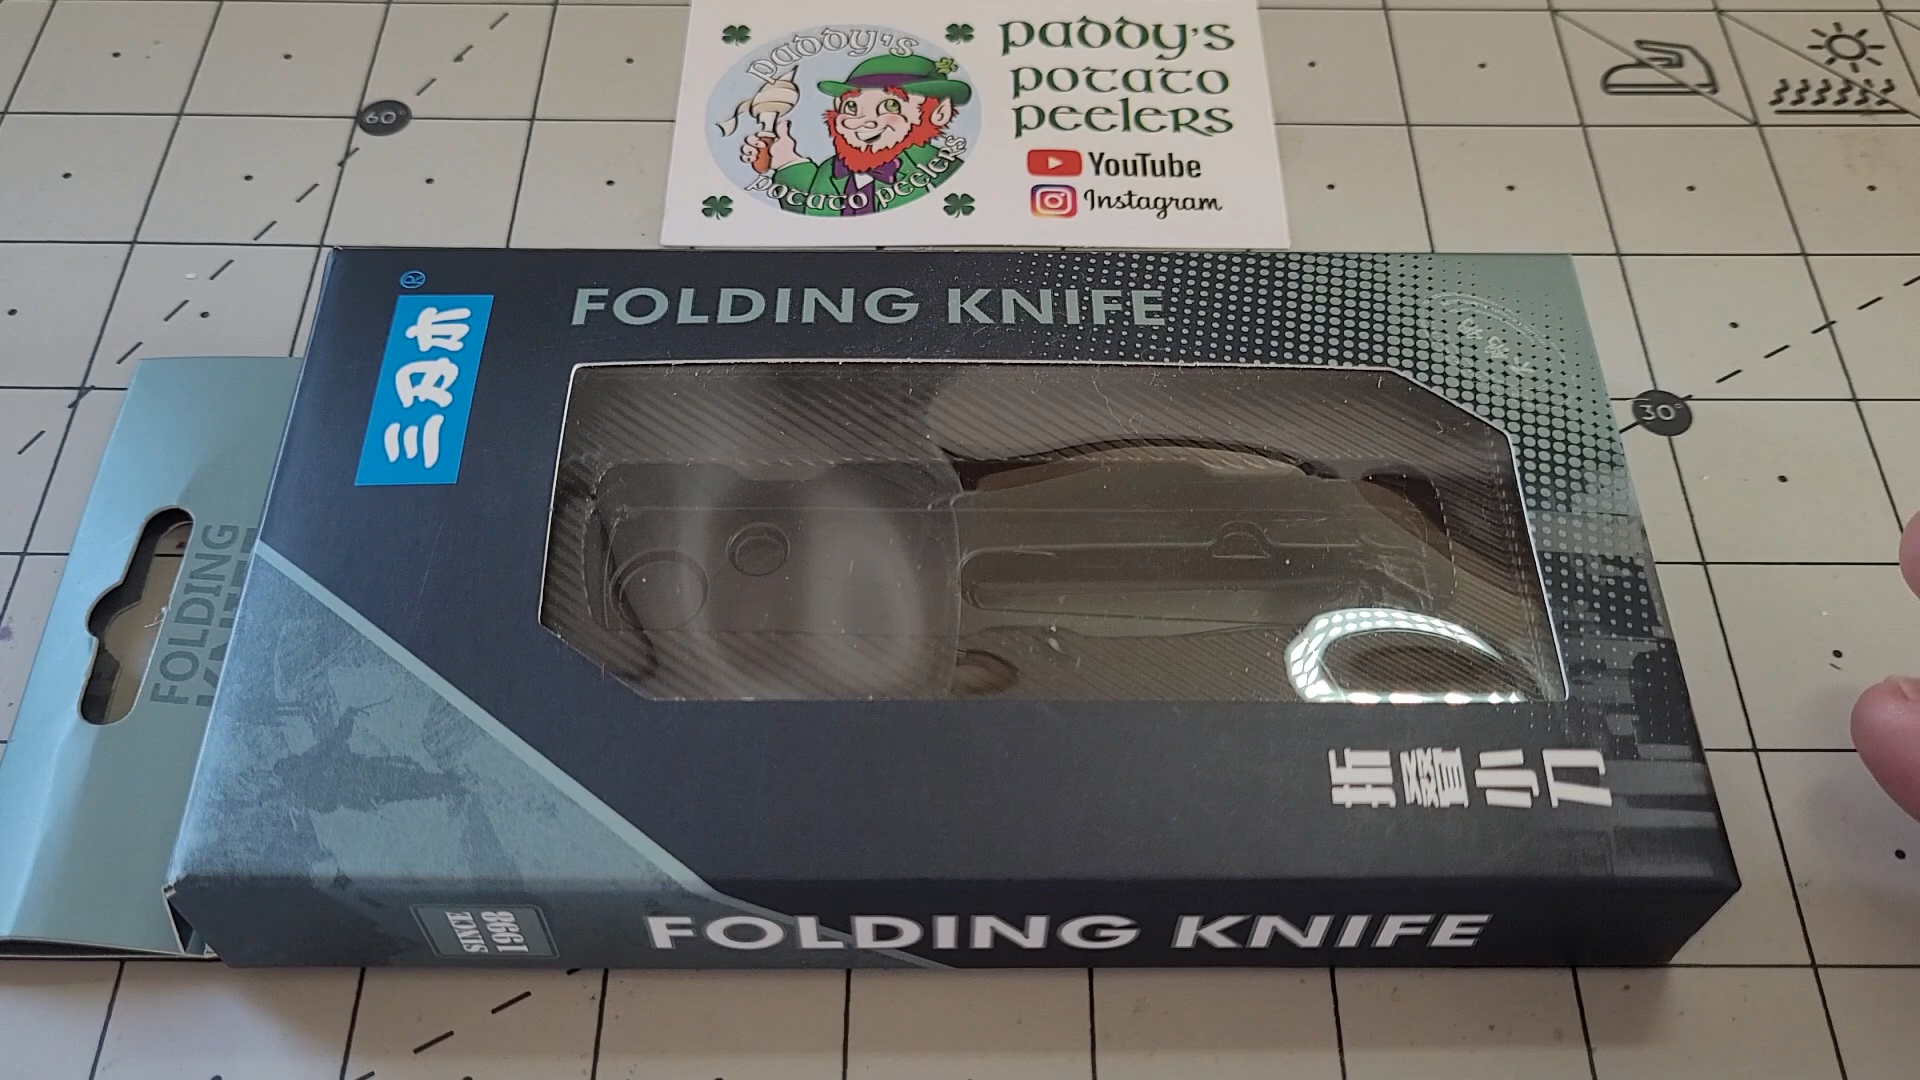 paddy's
potato peelers
paddy's
potato
peelers
YouTube
Instagram
60°
30°
三刃木®
FOLDING KNIFE
FOLDING
折疊小刀
SINCE
1998
FOLDING KNIFE